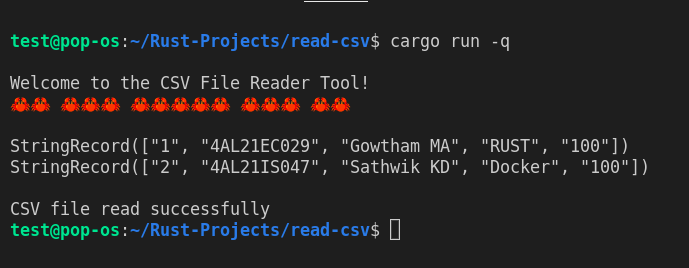 test@pop-os:~/Rust-Projects/read-csv$ cargo run -q
Welcome to the CSV File Reader Tool!
🦀🦀 🦀🦀🦀 🦀🦀🦀🦀🦀 🦀🦀🦀 🦀🦀
StringRecord(["1", "4AL21EC029", "Gowtham MA", "RUST", "100"])
StringRecord(["2", "4AL21IS047", "Sathwik KD", "Docker", "100"])
CSV file read successfully
test@pop-os:~/Rust-Projects/read-csv$